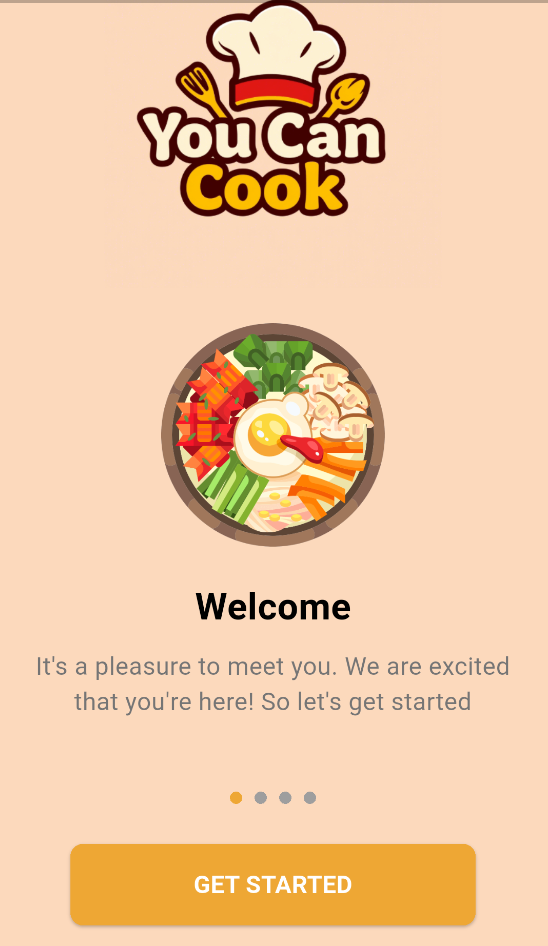 You Can
Cook
Welcome
It's a pleasure to meet you. We are excited
that you're here! So let's get started
GET STARTED